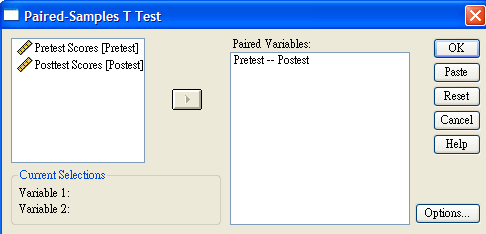 Paired-Samples T Test
Pretest Scores [Pretest]
Posttest Scores [Postest]
Current Selections
Variable 1:
Variable 2:
Paired Variables:
Pretest -- Postest
OK
Paste
Reset
Cancel
Help
Options...